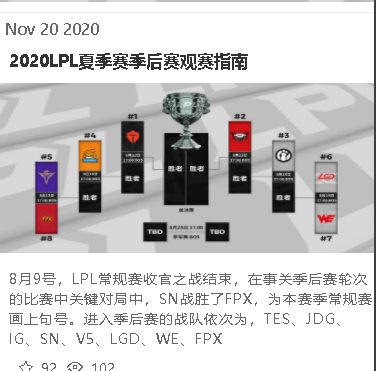 Nov 20 2020
2020LPL夏季赛季后赛观赛指南
#1
#2
#4
#3
#5
#6
胜者
胜者
胜者
胜者
胜者
胜者
总决赛
#8
TBD
TBD
#7
8月9号，LPL常规赛收官之战结束，在事关季后赛轮次
的比赛中关键对局中，SN战胜了FPX，为本赛季常规赛
画上句号。进入季后赛的战队依次为，TES、JDG、
IG、SN、V5、LGD、WE、FPX
92 102